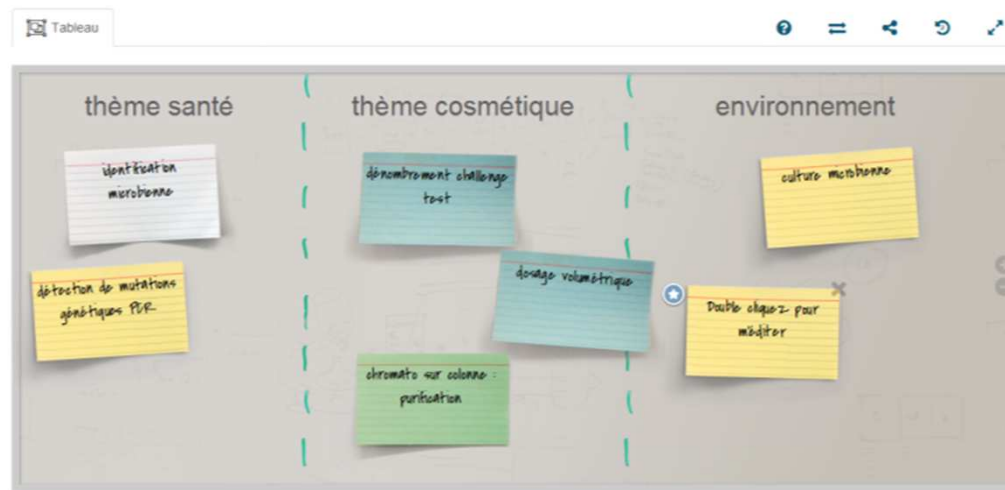 Tableau
thème santé
thème cosmétique
environnement
identification
microbienne
détection de mutations
génétiques PCR
dénombrement challenge
test
dosage volumétrique
chromato sur colonne :
purification
culture microbienne
Double cliquez pour
m'éditer